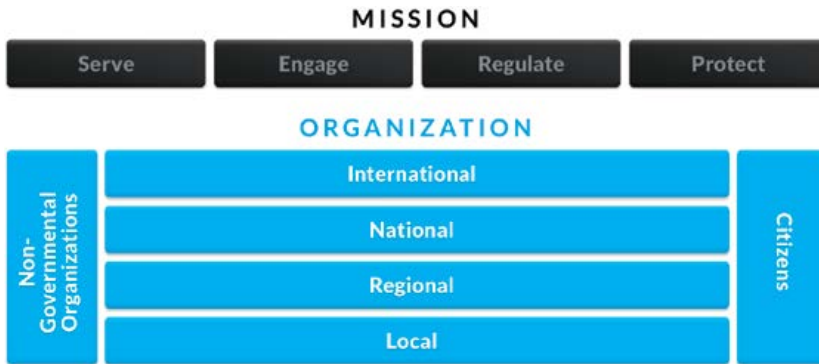 MISSION
Serve
Engage
Regulate
Protect
ORGANIZATION
Non-
Governmental
Organizations
International
National
Regional
Local
Citizens